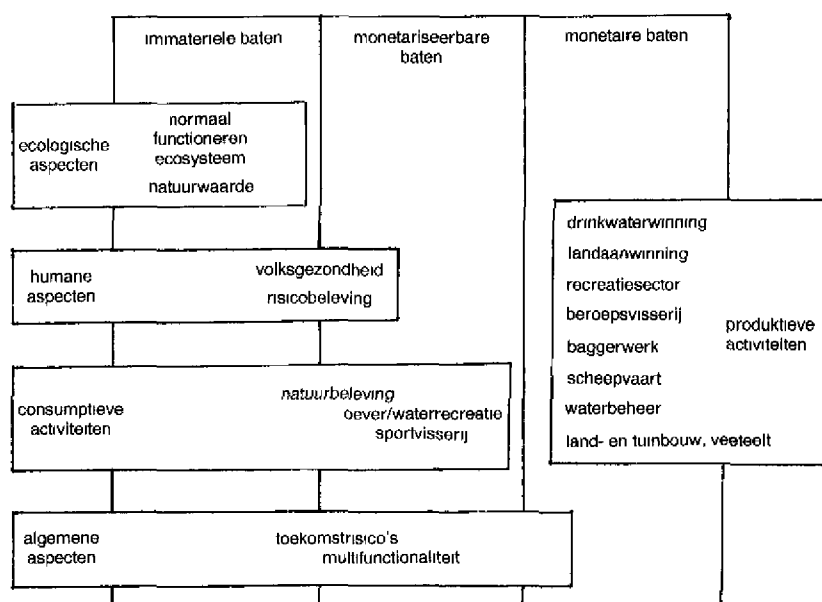 immateriele baten
monetariseerbare
baten
monetaire baten
ecologische
aspecten
normaal
functioneren
ecosysteem
natuurwaarde
humane
aspecten
volksgezondheid
risicobeleving
consumptieve
activiteiten
natuurbeleving
oever/waterrecreatie
sportvisserij
algemene
aspecten
toekomstrisico's
multifunctionaliteit
drinkwaterwinning
landaanwinning
recreatiesector
beroepsvisserij
baggerwerk
scheepvaart
waterbeheer
land- en tuinbouw, veeteelt
produktieve
activiteiten